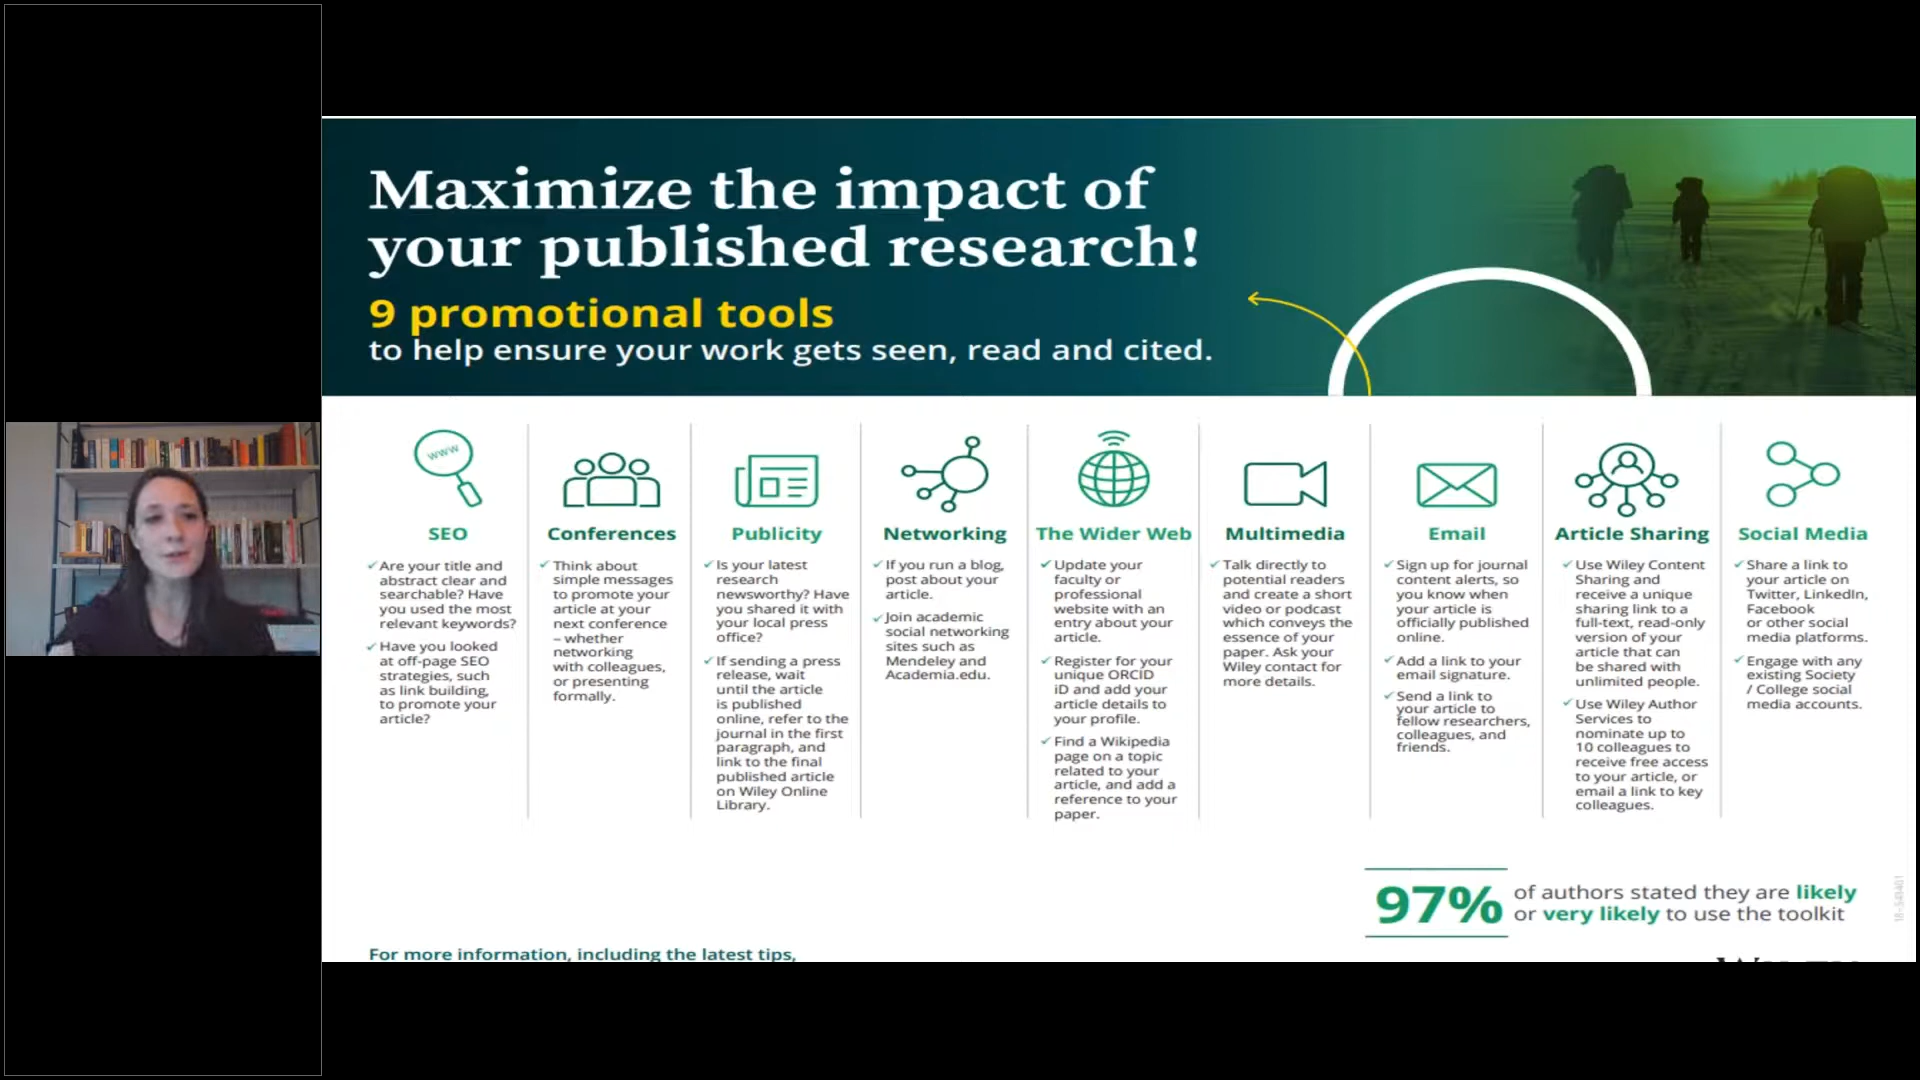 Maximize the impact of
your published research!
9 promotional tools
to help ensure your work gets seen, read and cited.
www
SEO
Are your title and
abstract clear and
searchable? Have
you used the most
relevant keywords?
Have you looked
at off-page SEO
strategies, such
as link building,
to promote your
article?
Conferences
Think about
simple messages
to promote your
article at your
next conference
– whether
networking
with colleagues,
or presenting
formally.
Publicity
Is your latest
research
newsworthy? Have
you shared it with
your local press
office?
If sending a press
release, wait
until the article
is published
online, refer to the
journal in the first
paragraph, and
link to the final
published article
on Wiley Online
Library.
Networking
If you run a blog,
post about your
article.
Join academic
social networking
sites such as
Mendeley and
Academia.edu.
The Wider Web
Update your
faculty or
professional
website with an
entry about your
article.
Register for your
unique ORCID
iD and add your
article details to
your profile.
Find a Wikipedia
page on a topic
related to your
article, and add a
reference to your
paper.
Multimedia
Talk directly to
potential readers
and create a short
video or podcast
which conveys the
essence of your
paper. Ask your
Wiley contact for
more details.
Email
Sign up for journal
content alerts, so
you know when
your article is
officially published
online.
Add a link to your
email signature.
Send a link to
your article to
fellow researchers,
colleagues, and
friends.
Article Sharing
Use Wiley Content
Sharing and
receive a unique
sharing link to a
full-text, read-only
version of your
article that can
be shared with
unlimited people.
Use Wiley Author
Services to
nominate up to
10 colleagues to
receive free access
to your article, or
email a link to key
colleagues.
Social Media
Share a link to
your article on
Twitter, LinkedIn,
Facebook
or other social
media platforms.
Engage with any
existing Society
/ College social
media accounts.
97% of authors stated they are likely
or very likely to use the toolkit
For more information, including the latest tips,